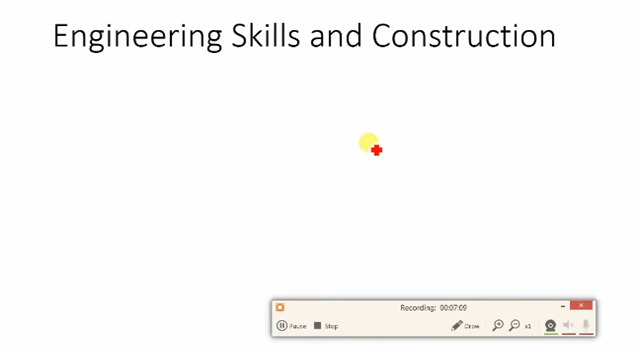 Engineering Skills and Construction
Recording: 00:07:09
Pause Stop Draw x1